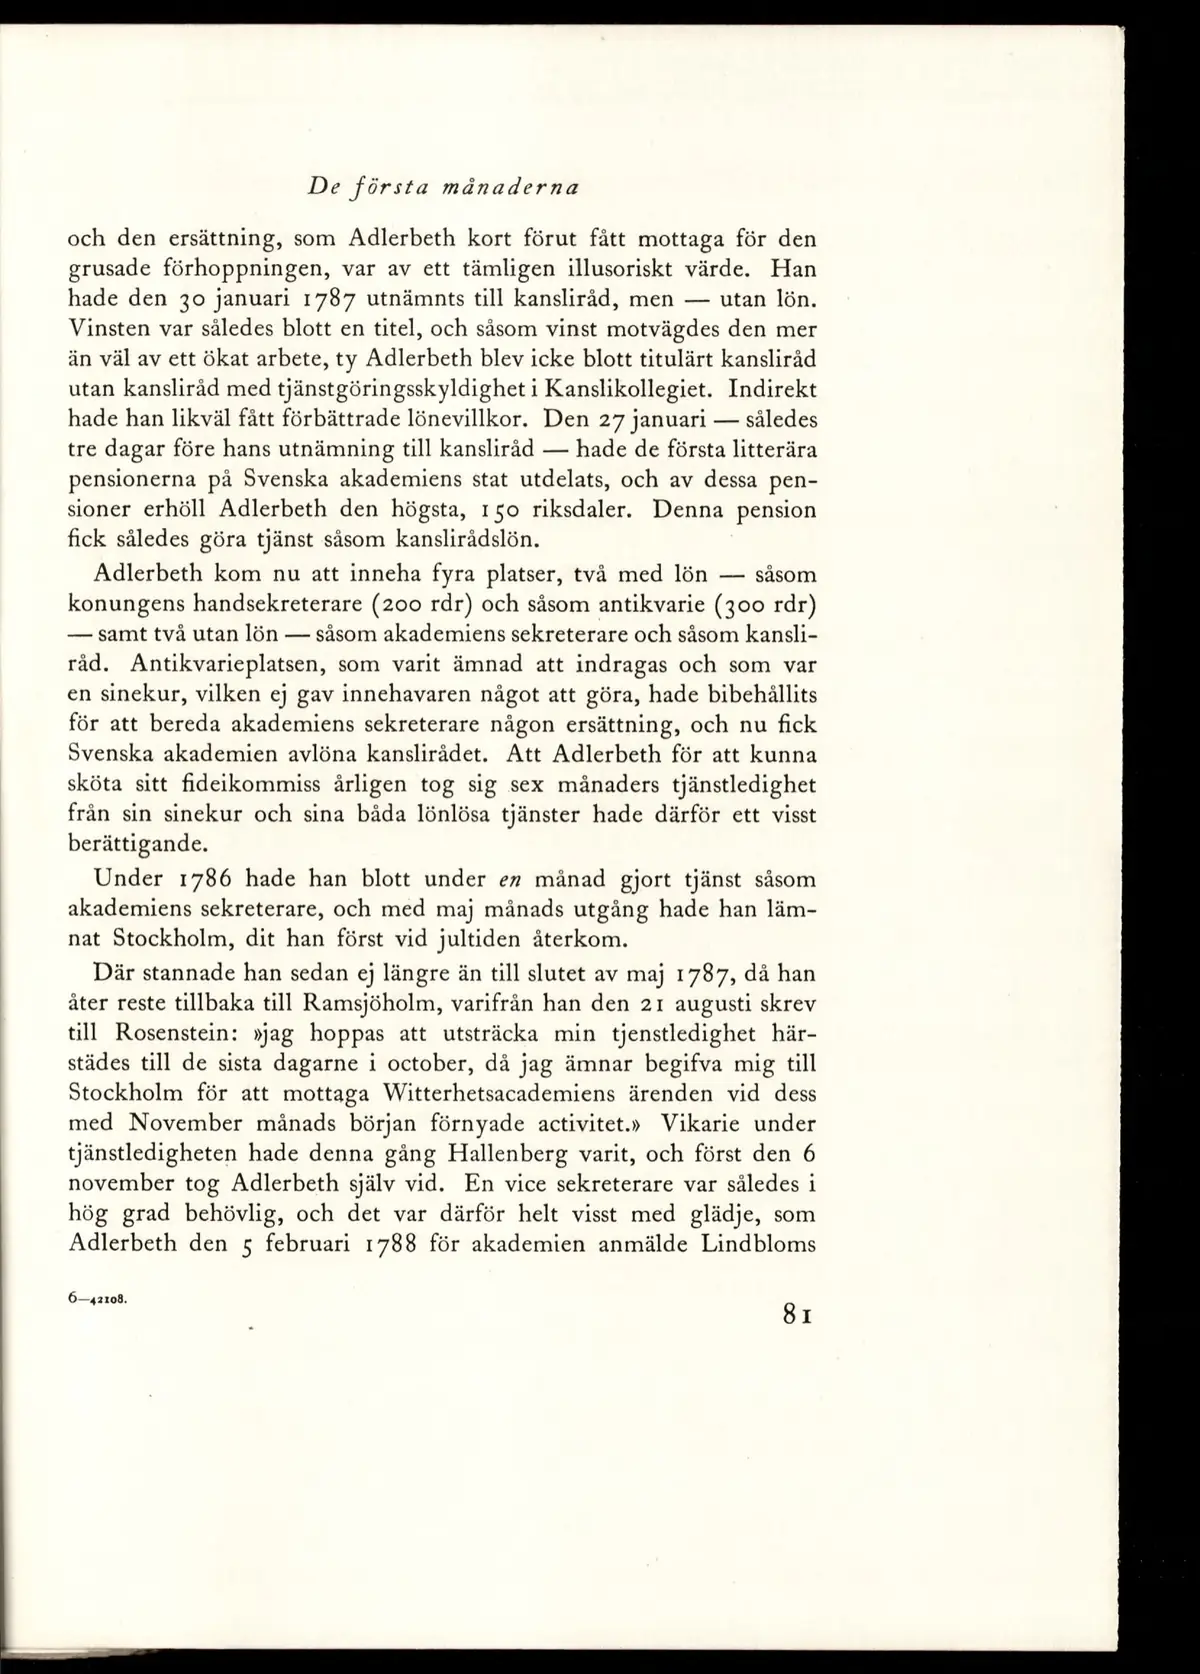 De första månaderna
och den ersättning, som Adlerbeth kort förut fått mottaga för den
grusade förhoppningen, var av ett tämligen illusoriskt värde. Han
hade den 30 januari 1787 utnämnts till kansliråd, men — utan lön.
Vinsten var således blott en titel, och såsom vinst motvägdes den mer
än väl av ett ökat arbete, ty Adlerbeth blev icke blott titulärt kansliråd
utan kansliråd med tjänstgöringsskyldighet i Kanslikollegiet. Indirekt
hade han likväl fått förbättrade lönevillkor. Den 27 januari — således
tre dagar före hans utnämning till kansliråd — hade de första litterära
pensionerna på Svenska akademiens stat utdelats, och av dessa pen-
sioner erhöll Adlerbeth den högsta, 150 riksdaler. Denna pension
fick således göra tjänst såsom kanslirådslön.
Adlerbeth kom nu att inneha fyra platser, två med lön — såsom
konungens handsekreterare (200 rdr) och såsom antikvarie (300 rdr)
— samt två utan lön — såsom akademiens sekreterare och såsom kansli-
råd. Antikvarieplatsen, som varit ämnad att indragas och som var
en sinekur, vilken ej gav innehavaren något att göra, hade bibehållits
för att bereda akademiens sekreterare någon ersättning, och nu fick
Svenska akademien avlöna kanslirådet. Att Adlerbeth för att kunna
sköta sitt fideikommiss årligen tog sig sex månaders tjänstledighet
från sin sinekur och sina båda lönlösa tjänster hade därför ett visst
berättigande.
Under 1786 hade han blott under en månad gjort tjänst såsom
akademiens sekreterare, och med maj månads utgång hade han läm-
nat Stockholm, dit han först vid jultiden återkom.
Där stannade han sedan ej längre än till slutet av maj 1787, då han
åter reste tillbaka till Ramsjöholm, varifrån han den 21 augusti skrev
till Rosenstein: »jag hoppas att utsträcka min tjenstledighet här-
städes till de sista dagarne i october, då jag ämnar begifva mig till
Stockholm för att mottaga Witterhetsacademiens ärenden vid dess
med November månads början förnyade activitet.» Vikarie under
tjänstledigheten hade denna gång Hallenberg varit, och först den 6
november tog Adlerbeth själv vid. En vice sekreterare var således i
hög grad behövlig, och det var därför helt visst med glädje, som
Adlerbeth den 5 februari 1788 för akademien anmälde Lindbloms
6—42108.
81